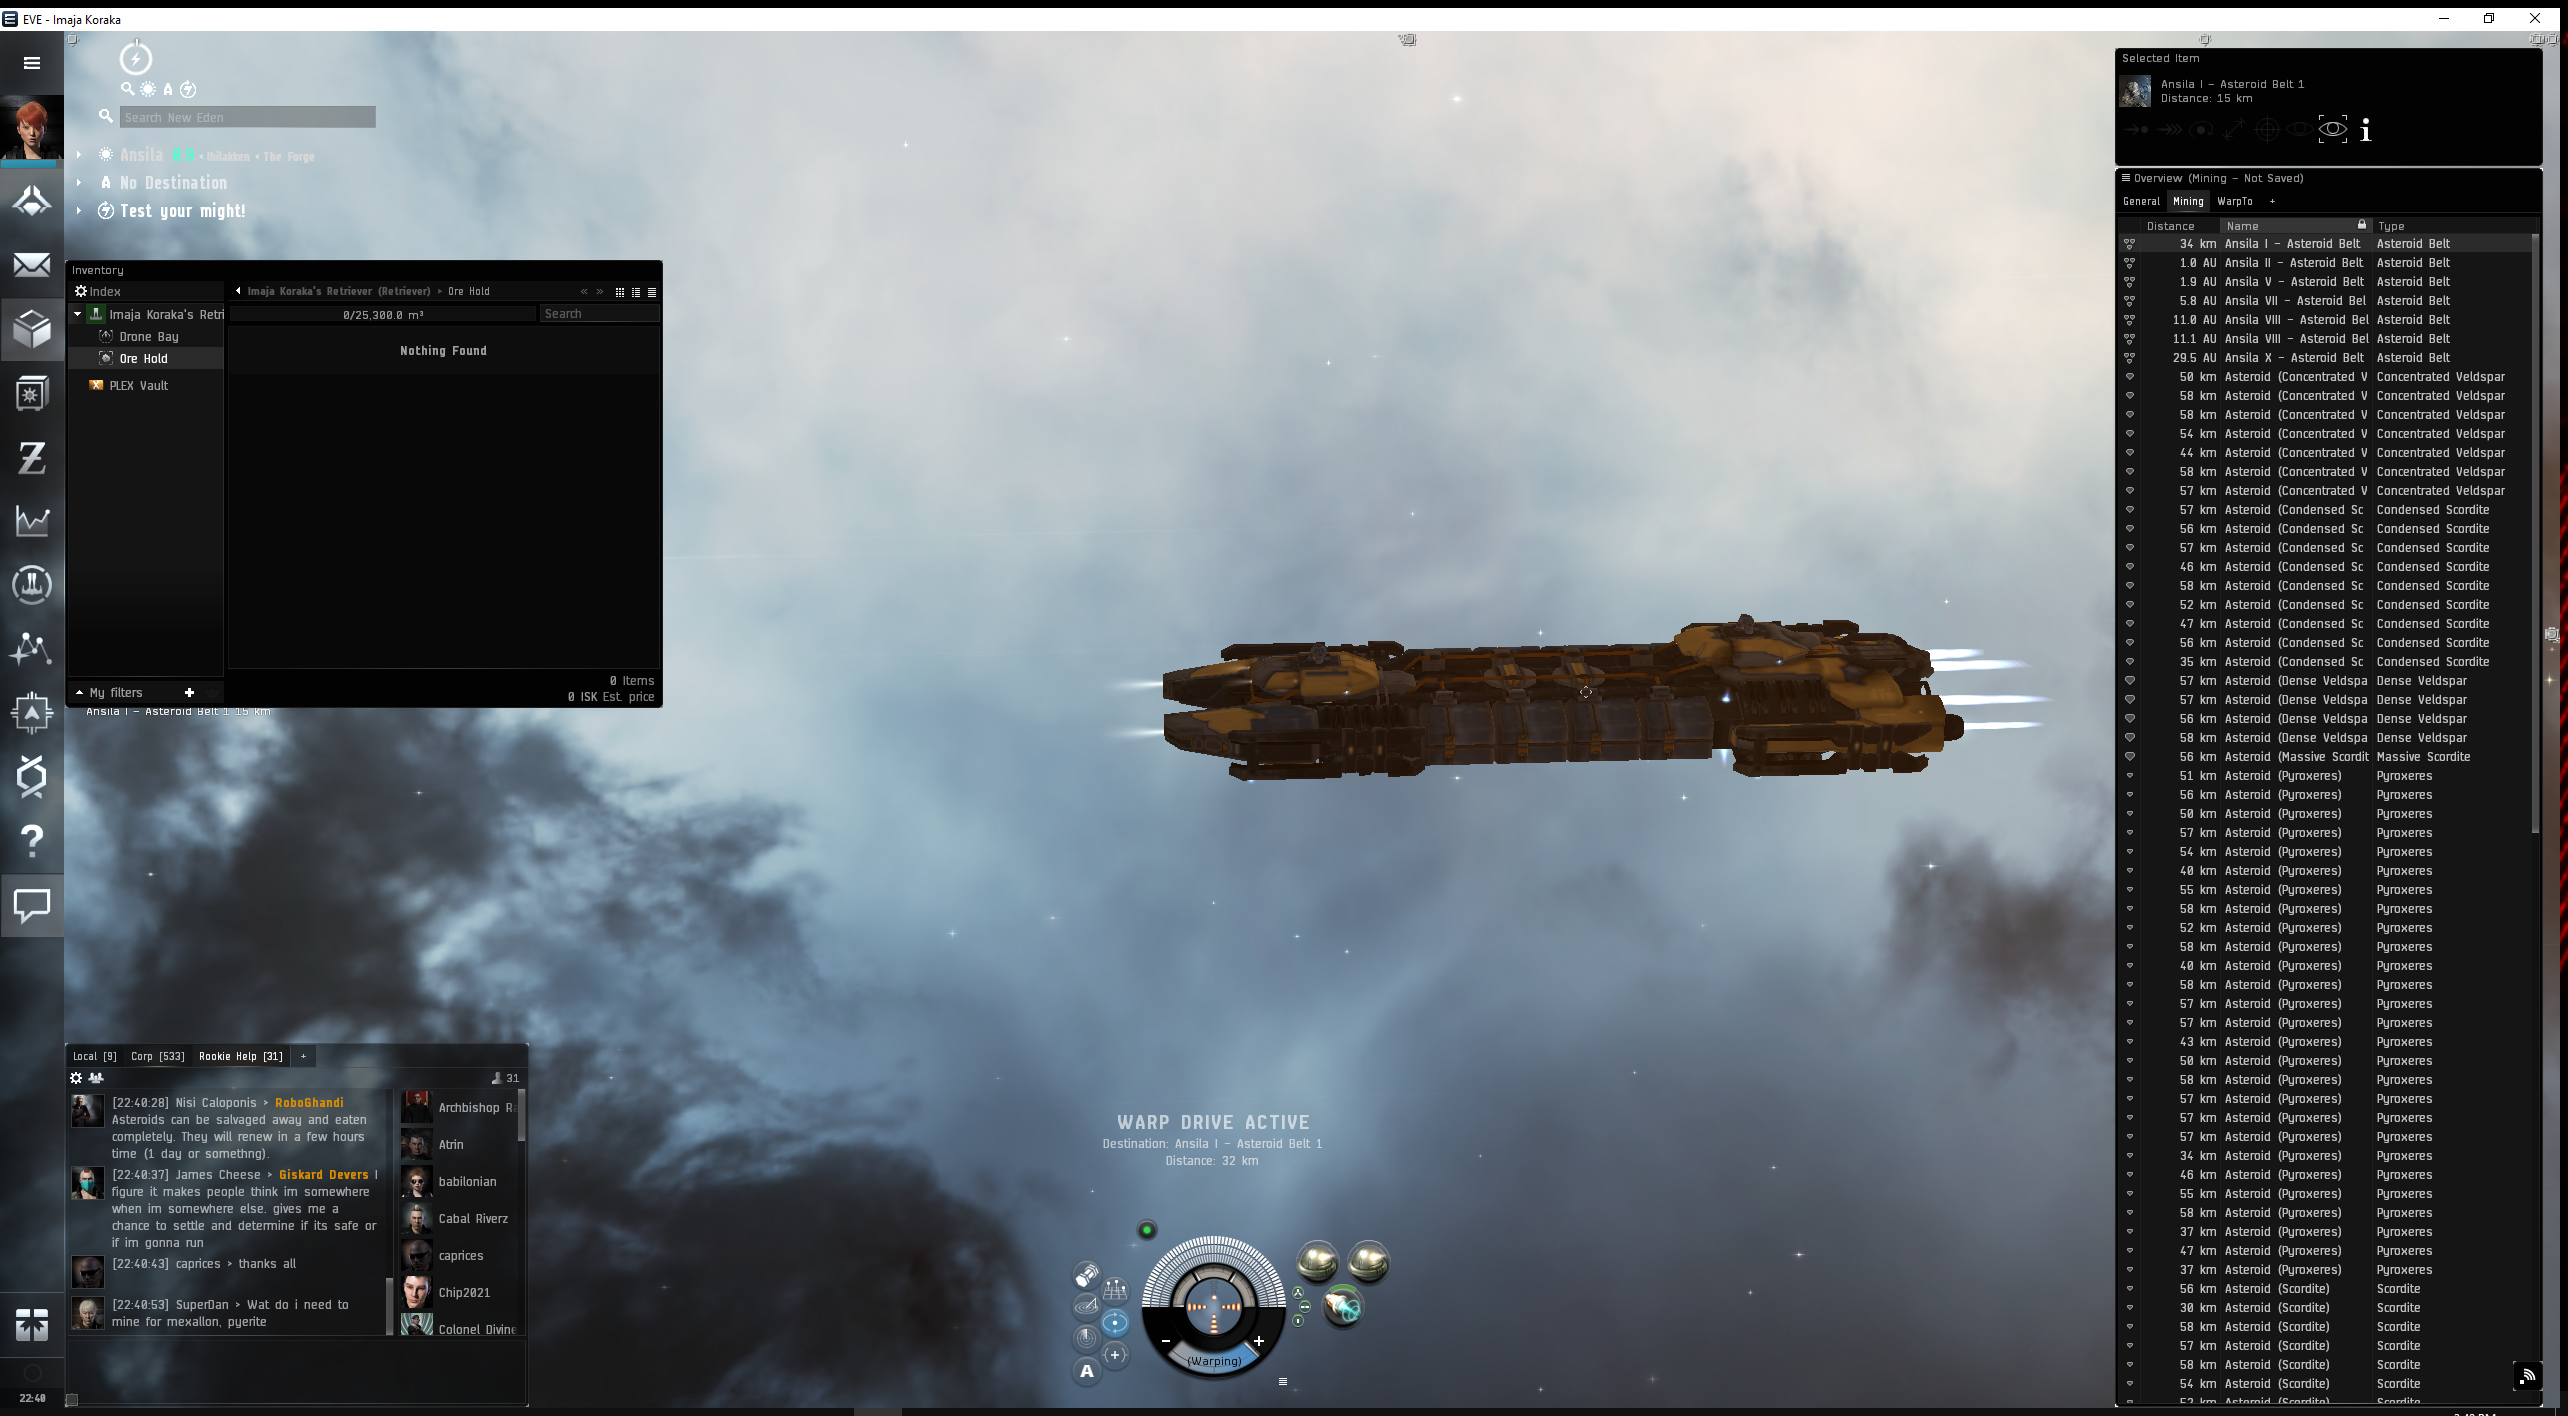 EVE - Imaja Koraka
Search New Eden
Ansila 0.9 < Ihilakken < The Forge
A No Destination
Test your might!
Inventory
Index
Imaja Koraka's Retri
Drone Bay
Ore Hold
PLEX Vault
My filters
Imaja Koraka's Retriever (Retriever) > Ore Hold
0/25,300.0 m³
Search
Nothing Found
0 Items
0 ISK Est. price
Ansila I - Asteroid Belt 1 15 km
Local [9] Corp [533] Rookie Help [31] +
31
[22:40:28] Nisi Caloponis > RoboGhandi
Asteroids can be salvaged away and eaten
completely. They will renew in a few hours
time (1 day or somethng).
[22:40:37] James Cheese > Giskard Devers I
figure it makes people think im somewhere
when im somewhere else. gives me a
chance to settle and determine if its safe or
if im gonna run
[22:40:43] caprices > thanks all
[22:40:53] SuperDan > Wat do i need to
mine for mexallon, pyerite
Archbishop Ra
Atrin
babilonian
Cabal Riverz
caprices
Chip2021
Colonel Divine
22:40
WARP DRIVE ACTIVE
Destination: Ansila I - Asteroid Belt 1
Distance: 32 km
(Warping)
A
Selected Item
Ansila I - Asteroid Belt 1
Distance: 15 km
Overview (Mining - Not Saved)
General Mining WarpTo +
Distance Name Type
34 km Ansila I - Asteroid Belt Asteroid Belt
1.0 AU Ansila II - Asteroid Belt Asteroid Belt
1.9 AU Ansila V - Asteroid Belt Asteroid Belt
5.8 AU Ansila VII - Asteroid Bel Asteroid Belt
11.0 AU Ansila VIII - Asteroid Bel Asteroid Belt
11.1 AU Ansila VIII - Asteroid Bel Asteroid Belt
29.5 AU Ansila X - Asteroid Belt Asteroid Belt
50 km Asteroid (Concentrated V Concentrated Veldspar
58 km Asteroid (Concentrated V Concentrated Veldspar
58 km Asteroid (Concentrated V Concentrated Veldspar
54 km Asteroid (Concentrated V Concentrated Veldspar
44 km Asteroid (Concentrated V Concentrated Veldspar
58 km Asteroid (Concentrated V Concentrated Veldspar
57 km Asteroid (Concentrated V Concentrated Veldspar
57 km Asteroid (Condensed Sc Condensed Scordite
56 km Asteroid (Condensed Sc Condensed Scordite
57 km Asteroid (Condensed Sc Condensed Scordite
46 km Asteroid (Condensed Sc Condensed Scordite
58 km Asteroid (Condensed Sc Condensed Scordite
52 km Asteroid (Condensed Sc Condensed Scordite
47 km Asteroid (Condensed Sc Condensed Scordite
56 km Asteroid (Condensed Sc Condensed Scordite
35 km Asteroid (Condensed Sc Condensed Scordite
57 km Asteroid (Dense Veldspa Dense Veldspar
57 km Asteroid (Dense Veldspa Dense Veldspar
56 km Asteroid (Dense Veldspa Dense Veldspar
58 km Asteroid (Dense Veldspa Dense Veldspar
56 km Asteroid (Massive Scordit Massive Scordite
51 km Asteroid (Pyroxeres) Pyroxeres
56 km Asteroid (Pyroxeres) Pyroxeres
50 km Asteroid (Pyroxeres) Pyroxeres
57 km Asteroid (Pyroxeres) Pyroxeres
54 km Asteroid (Pyroxeres) Pyroxeres
40 km Asteroid (Pyroxeres) Pyroxeres
55 km Asteroid (Pyroxeres) Pyroxeres
58 km Asteroid (Pyroxeres) Pyroxeres
52 km Asteroid (Pyroxeres) Pyroxeres
58 km Asteroid (Pyroxeres) Pyroxeres
40 km Asteroid (Pyroxeres) Pyroxeres
58 km Asteroid (Pyroxeres) Pyroxeres
57 km Asteroid (Pyroxeres) Pyroxeres
57 km Asteroid (Pyroxeres) Pyroxeres
43 km Asteroid (Pyroxeres) Pyroxeres
50 km Asteroid (Pyroxeres) Pyroxeres
58 km Asteroid (Pyroxeres) Pyroxeres
57 km Asteroid (Pyroxeres) Pyroxeres
57 km Asteroid (Pyroxeres) Pyroxeres
57 km Asteroid (Pyroxeres) Pyroxeres
34 km Asteroid (Pyroxeres) Pyroxeres
46 km Asteroid (Pyroxeres) Pyroxeres
55 km Asteroid (Pyroxeres) Pyroxeres
58 km Asteroid (Pyroxeres) Pyroxeres
37 km Asteroid (Pyroxeres) Pyroxeres
47 km Asteroid (Pyroxeres) Pyroxeres
37 km Asteroid (Pyroxeres) Pyroxeres
56 km Asteroid (Scordite) Scordite
30 km Asteroid (Scordite) Scordite
58 km Asteroid (Scordite) Scordite
57 km Asteroid (Scordite) Scordite
58 km Asteroid (Scordite) Scordite
54 km Asteroid (Scordite) Scordite